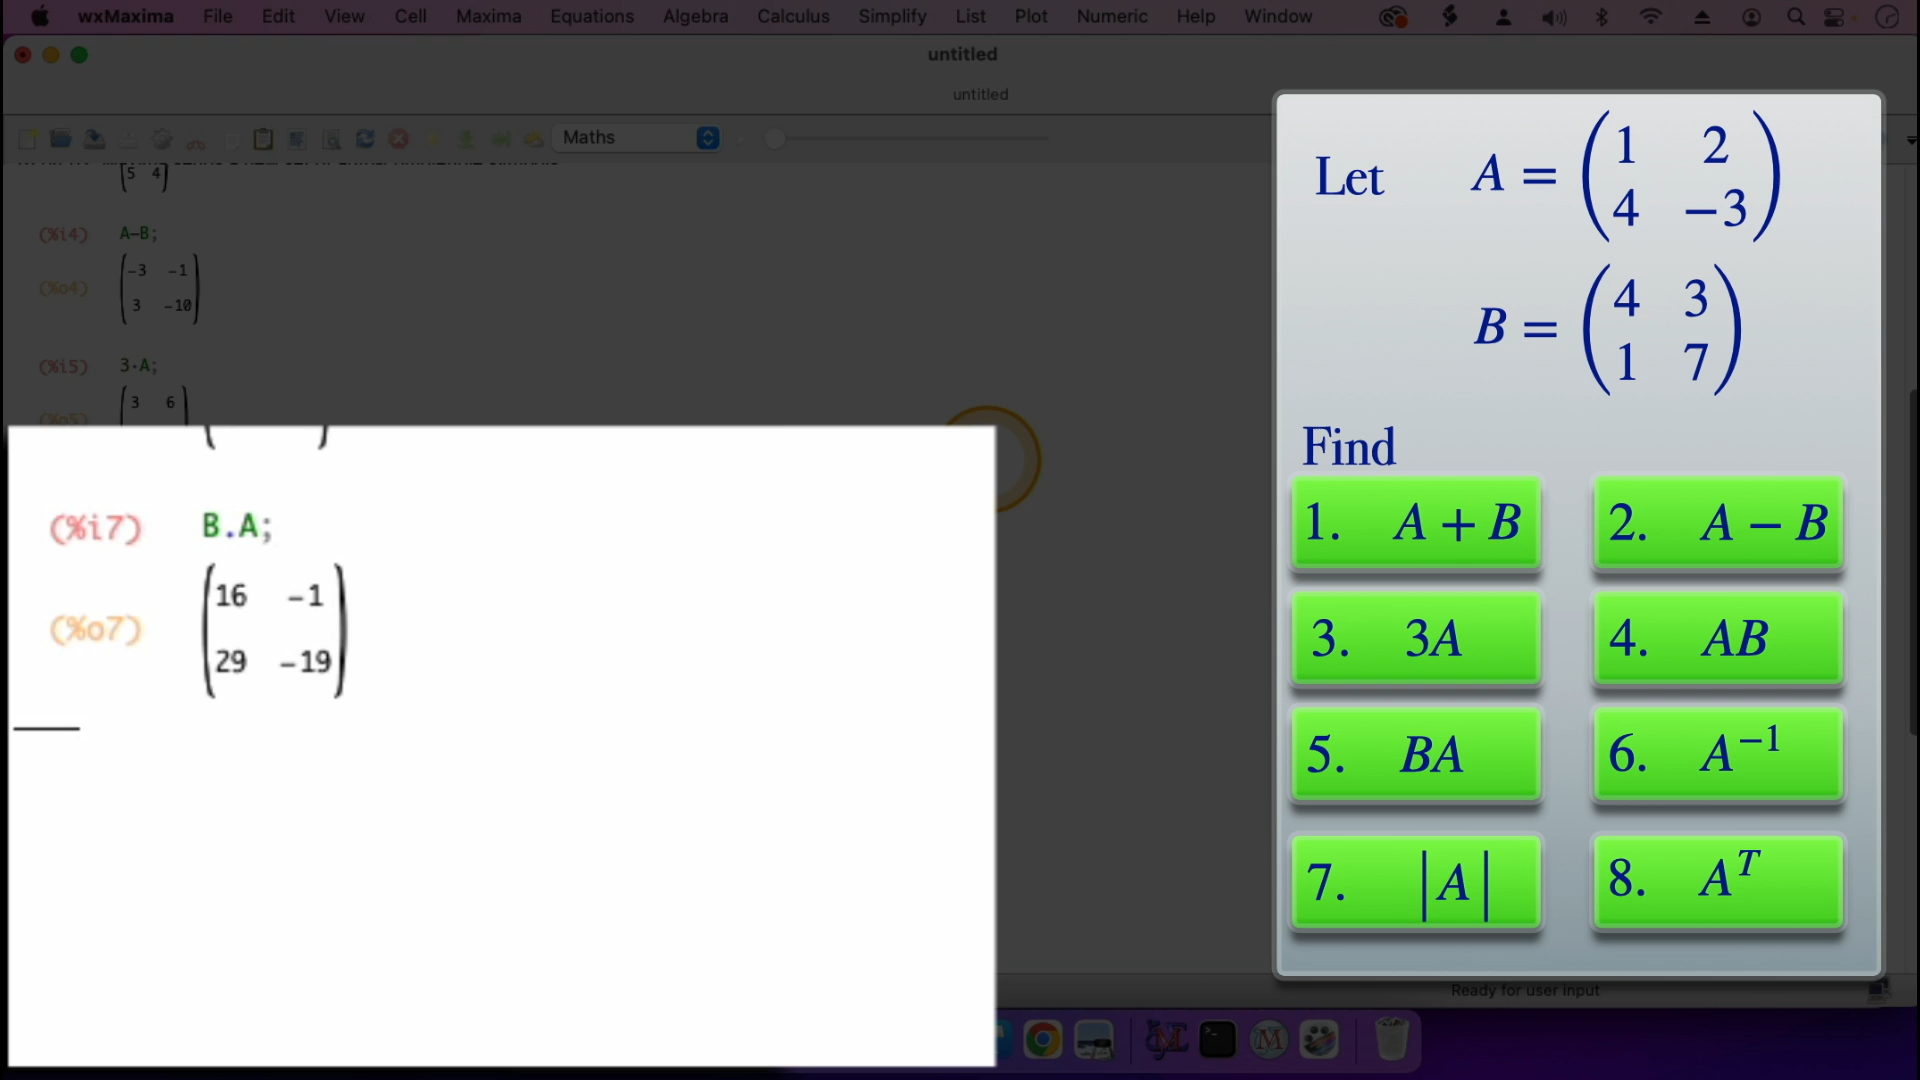 wxMaxima File Edit View Cell Maxima Equations Algebra Calculus Simplify List Plot Numeric Help Window
untitled
untitled
Maths
5 4
(%i4) A-B;
(%o4)
-3 -1
3 -10
(%i5) 3·A;
(%o5)
3 6
(%i7) B.A;
(%o7)
16 -1
29 -19
Let A =
1 2
4 −3
B =
4 3
1 7
Find
1. A + B
2. A − B
3. 3A
4. AB
5. BA
6. A⁻¹
7. |A|
8. Aᵀ
Ready for user input